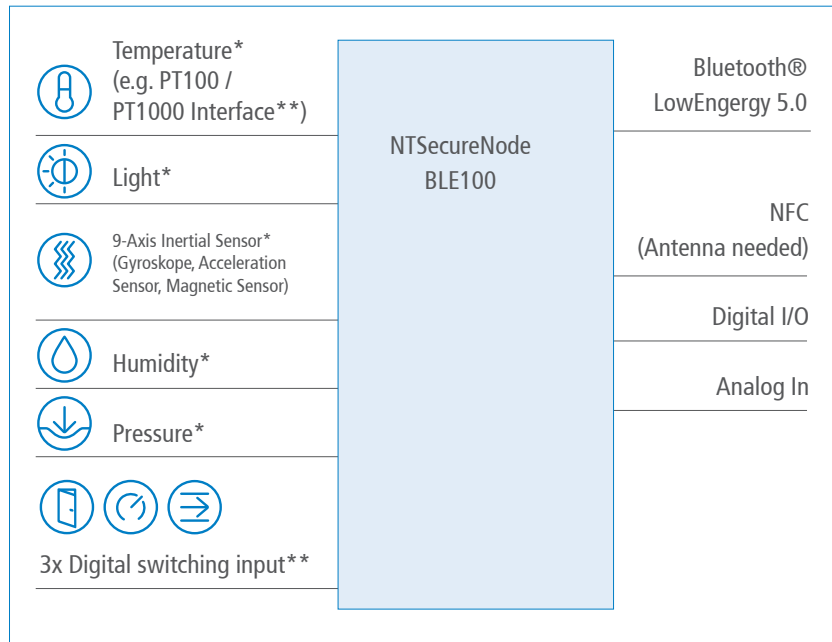 Temperature*
(e.g. PT100 /
PT1000 Interface**)
Light*
9-Axis Inertial Sensor*
(Gyroskope, Acceleration
Sensor, Magnetic Sensor)
Humidity*
Pressure*
3x Digital switching input**
NTSecureNode
BLE100
Bluetooth®
LowEngergy 5.0
NFC
(Antenna needed)
Digital I/O
Analog In